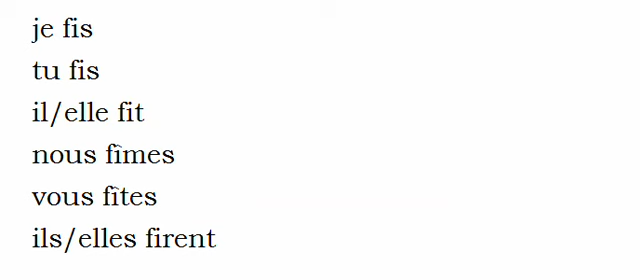 je fis
tu fis
il/elle fit
nous fîmes
vous fîtes
ils/elles firent